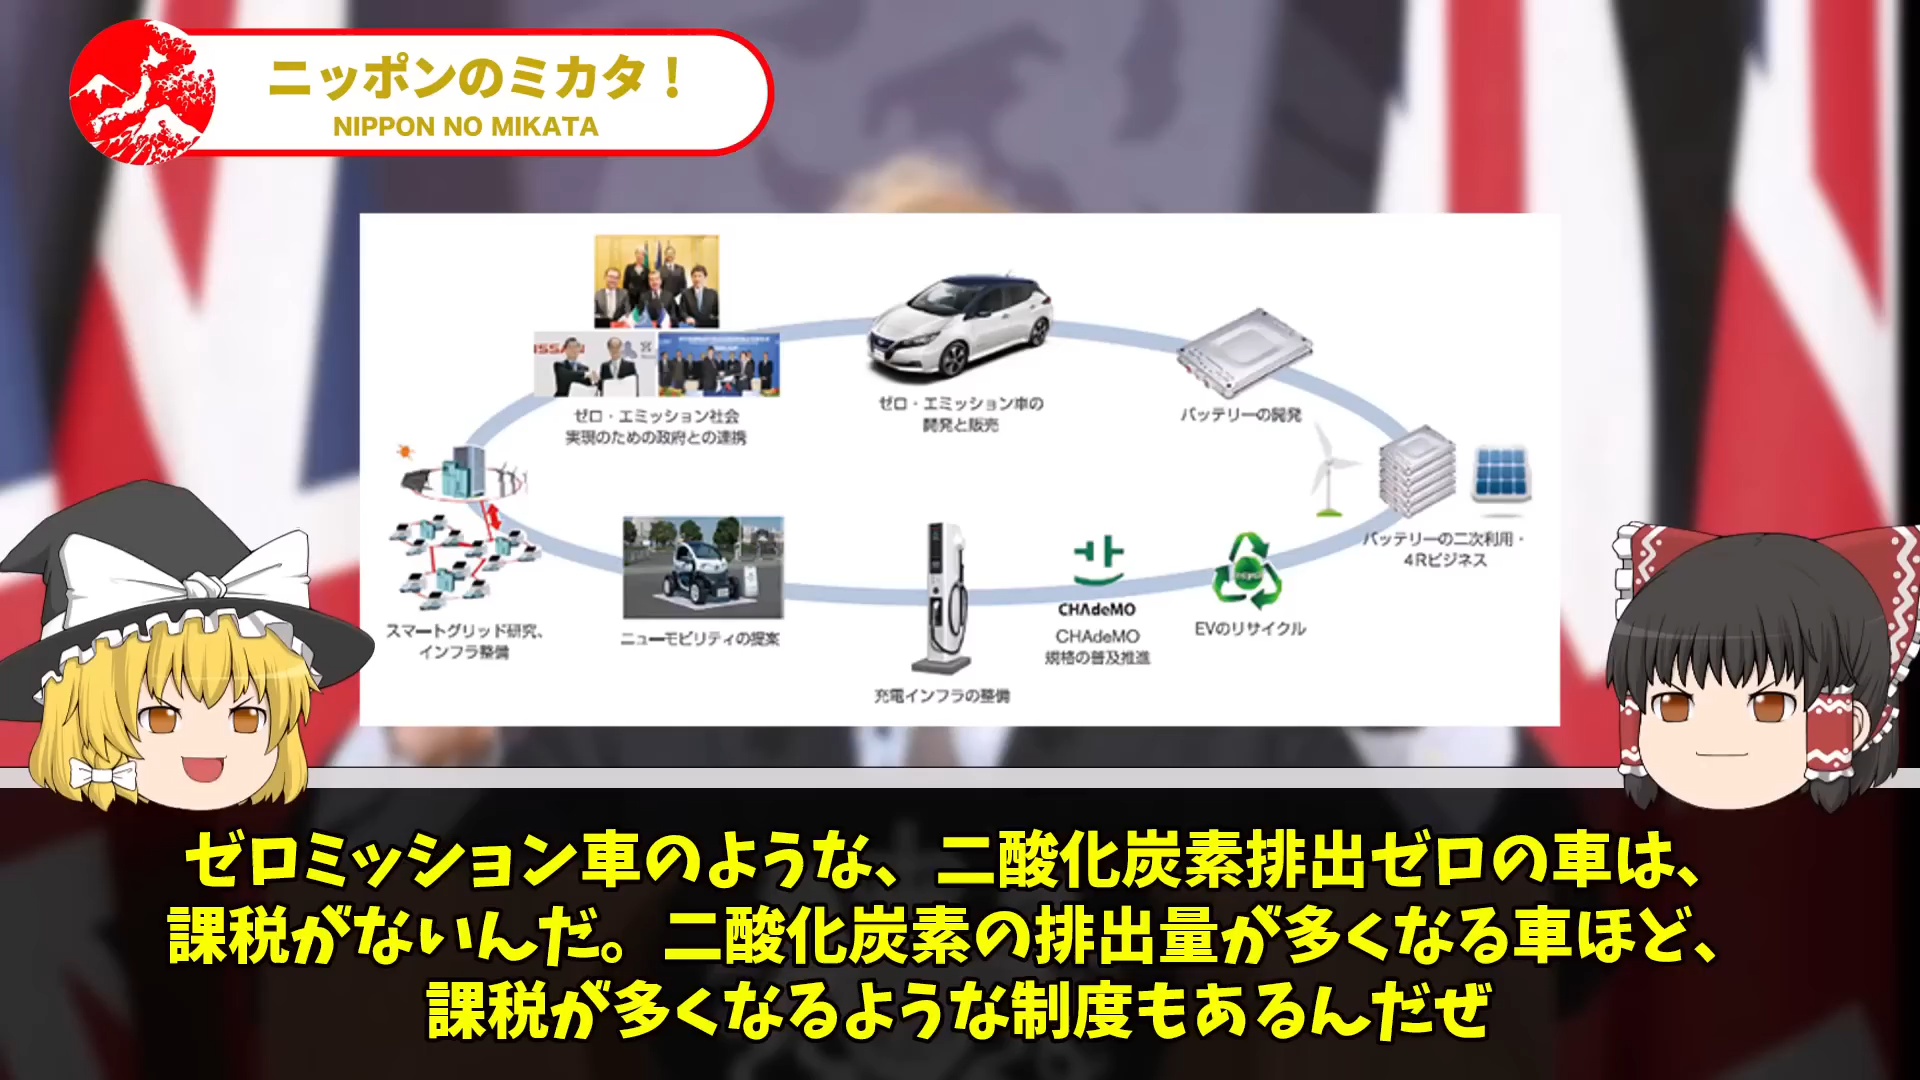 ニッポンのミカタ！
NIPPON NO MIKATA
ゼロ・エミッション社会
実現のための政府との連携
ゼロ・エミッション車の
開発と販売
バッテリーの開発
バッテリーの二次利用・
4Rビジネス
スマートグリッド研究、
インフラ整備
ニューモビリティの提案
充電インフラの整備
CHAdeMO
CHAdeMO
規格の普及推進
EVのリサイクル
ゼロミッション車のような、二酸化炭素排出ゼロの車は、
課税がないんだ。二酸化炭素の排出量が多くなる車ほど、
課税が多くなるような制度もあるんだぜ